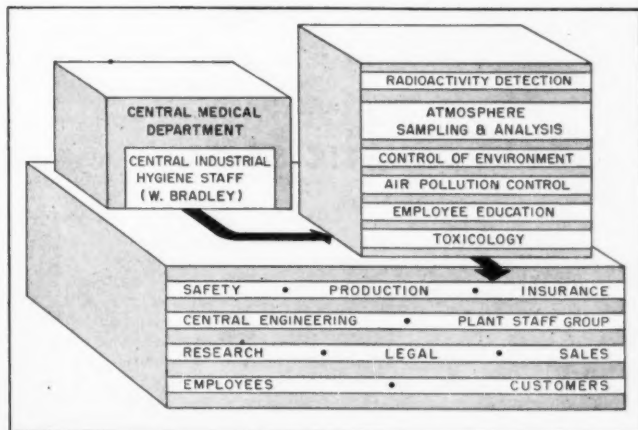 CENTRAL MEDICAL
DEPARTMENT
CENTRAL INDUSTRIAL
HYGIENE STAFF
(W. BRADLEY)
RADIOACTIVITY DETECTION
ATMOSPHERE
SAMPLING & ANALYSIS
CONTROL OF ENVIRONMENT
AIR POLLUTION CONTROL
EMPLOYEE EDUCATION
TOXICOLOGY
SAFETY • PRODUCTION • INSURANCE
CENTRAL ENGINEERING • PLANT STAFF GROUP
RESEARCH • LEGAL • SALES
EMPLOYEES • CUSTOMERS